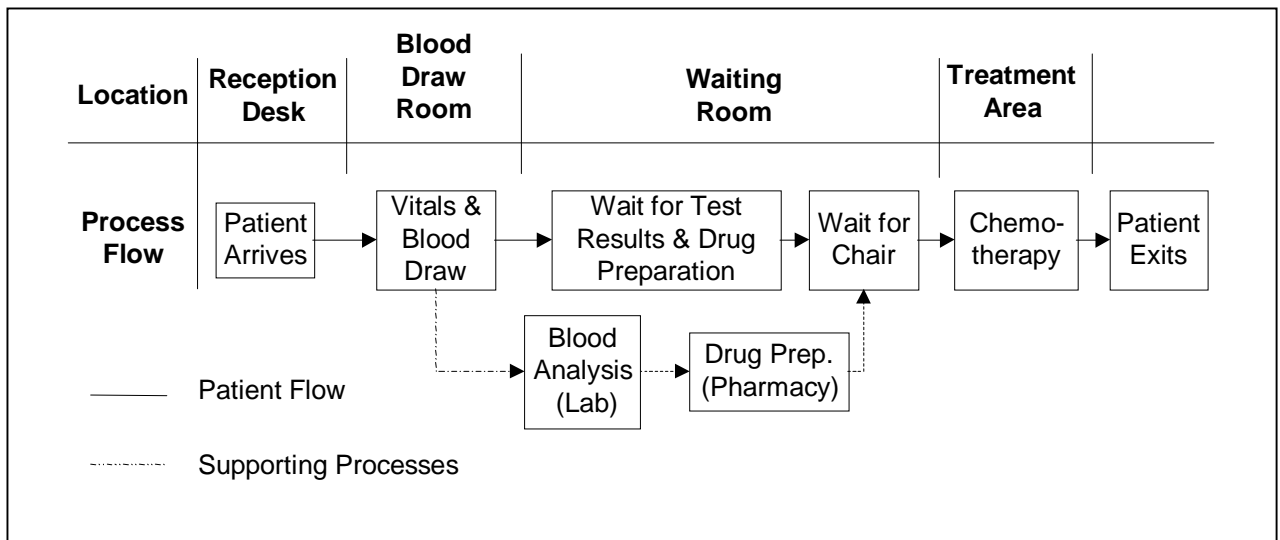 Location
Reception
Desk
Blood
Draw
Room
Waiting
Room
Treatment
Area
Process
Flow
Patient
Arrives
Vitals &
Blood
Draw
Wait for Test
Results & Drug
Preparation
Wait for
Chair
Chemo-
therapy
Patient
Exits
Blood
Analysis
(Lab)
Drug Prep.
(Pharmacy)
Patient Flow
Supporting Processes